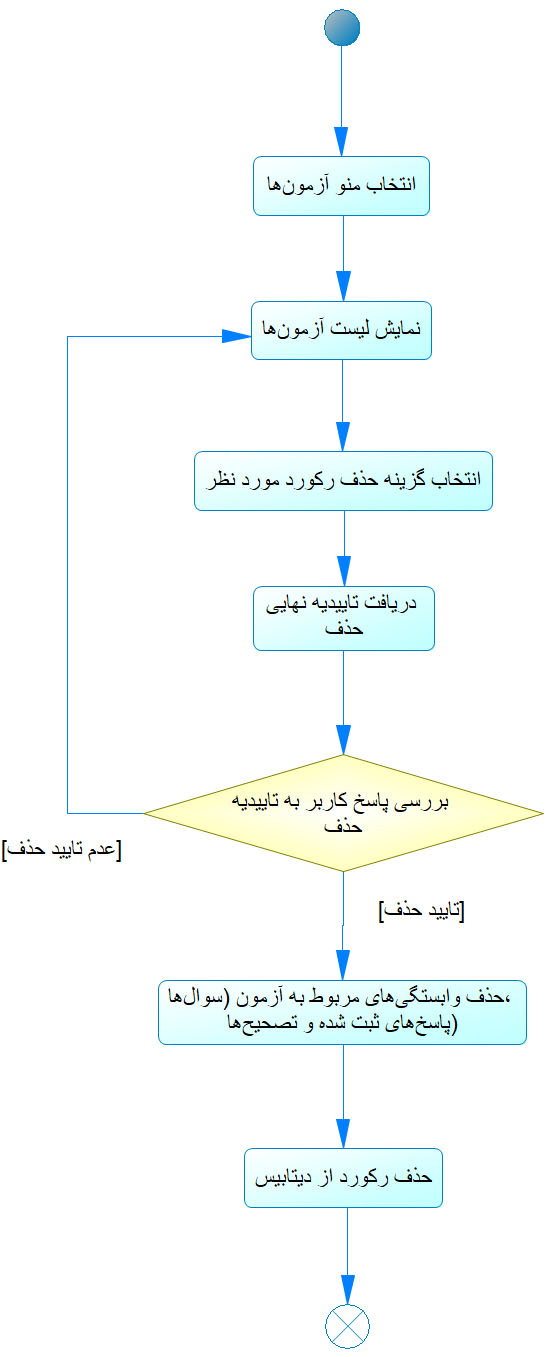 انتخاب منو آزمون‌ها
نمایش لیست آزمون‌ها
انتخاب گزینه حذف رکورد مورد نظر
دریافت تاییدیه نهایی
حذف
بررسی پاسخ کاربر به تاییدیه
حذف
[عدم تایید حذف]
[تایید حذف]
حذف وابستگی‌های مربوط به آزمون (سوال‌ها،
پاسخ‌های ثبت شده و تصحیح‌ها)
حذف رکورد از دیتابیس